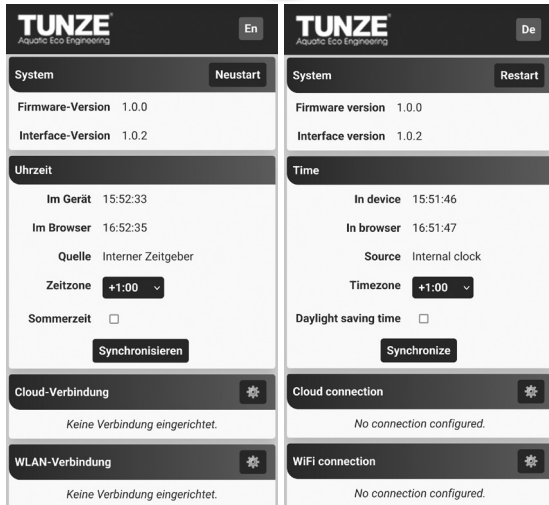 TUNZE®
Aquatic Eco Engineering
En
System
Neustart
Firmware-Version 1.0.0
Interface-Version 1.0.2
Uhrzeit
Im Gerät 15:52:33
Im Browser 16:52:35
Quelle Interner Zeitgeber
Zeitzone +1:00
Sommerzeit
Synchronisieren
Cloud-Verbindung
Keine Verbindung eingerichtet.
WLAN-Verbindung
Keine Verbindung eingerichtet.
TUNZE®
Aquatic Eco Engineering
De
System
Restart
Firmware version 1.0.0
Interface version 1.0.2
Time
In device 15:51:46
In browser 16:51:47
Source Internal clock
Timezone +1:00
Daylight saving time
Synchronize
Cloud connection
No connection configured.
WiFi connection
No connection configured.